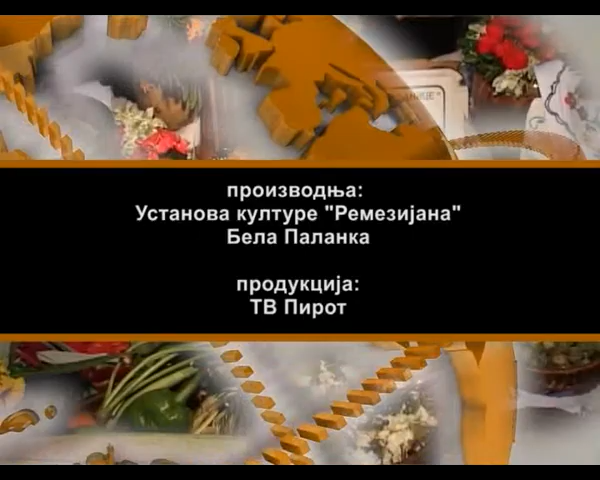 производња:
Установа културе "Ремезијана"
Бела Паланка
продукција:
ТВ Пирот